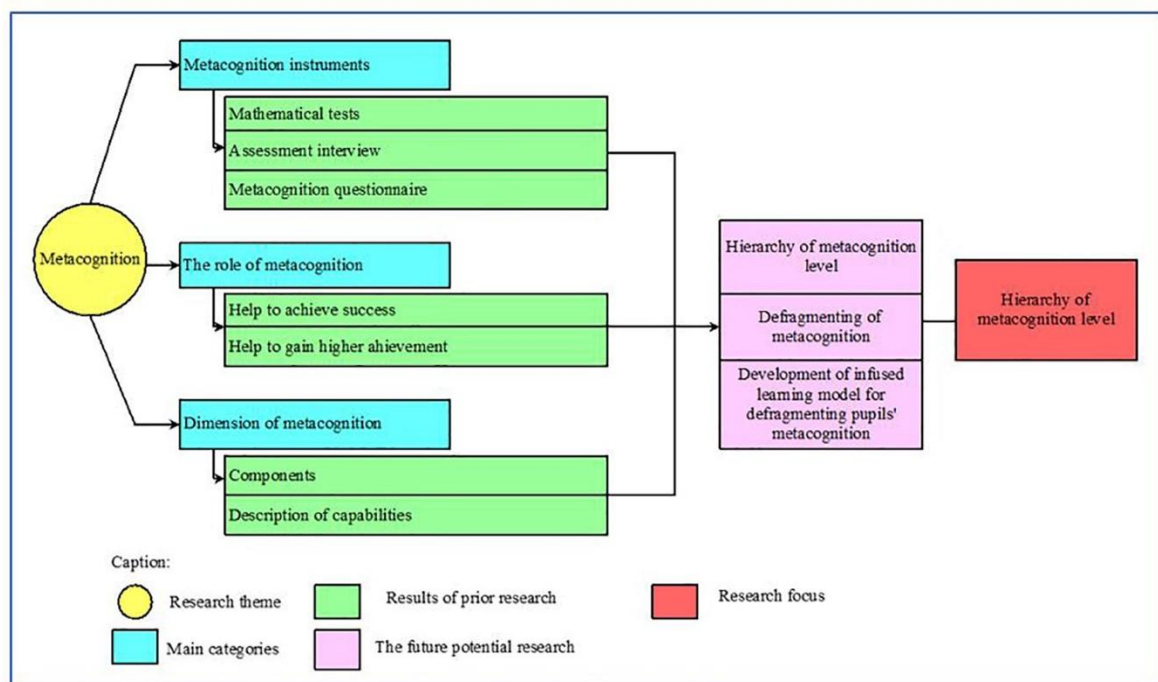 Metacognition
Metacognition instruments
Mathematical tests
Assessment interview
Metacognition questionnaire
The role of metacognition
Help to achieve success
Help to gain higher ahievement
Dimension of metacognition
Components
Description of capabilities
Hierarchy of metacognition
level
Defragmenting of
metacognition
Development of infused
learning model for
defragmenting pupils'
metacognition
Hierarchy of
metacognition level
Caption:
Research theme
Results of prior research
Research focus
Main categories
The future potential research